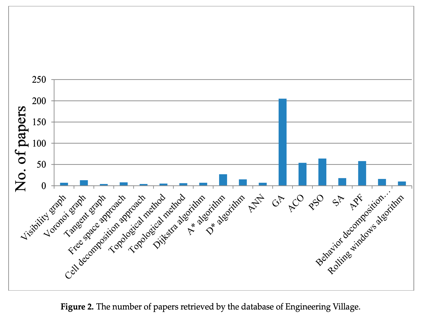 No. of papers
250
200
150
100
50
0
Visibility graph
Voronoi graph
Tangent graph
Free space approach
Cell decomposition approach
Topological method
Topological method
Dijkstra algorithm
A* algorithm
D* algorithm
ANN
GA
ACO
PSO
SA
APF
Behavior decomposition…
Rolling windows algorithm
Figure 2. The number of papers retrieved by the database of Engineering Village.